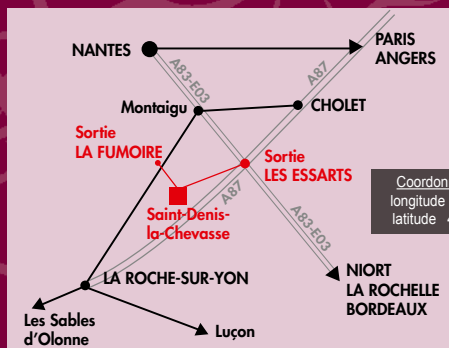 NANTES
PARIS
ANGERS
A83-E03
A87
Montaigu
CHOLET
Sortie
LA FUMOIRE
Sortie
LES ESSARTS
A87
Saint-Denis-
la-Chevasse
A83-E03
longitude
latitude
LA ROCHE-SUR-YON
NIORT
LA ROCHELLE
BORDEAUX
Les Sables
d'Olonne
Luçon